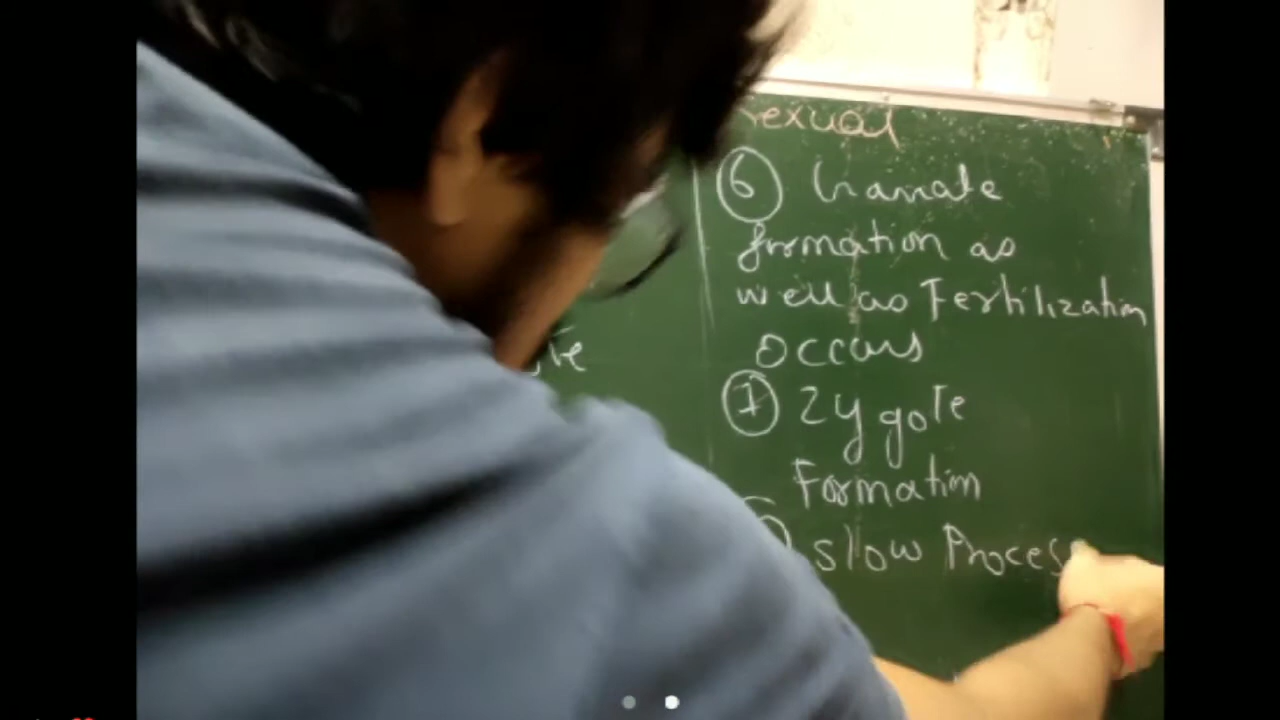 sexual
⑥ Gamate
formation as
well as Fertilization
occurs
⑦ Zygote
Formation
slow Process